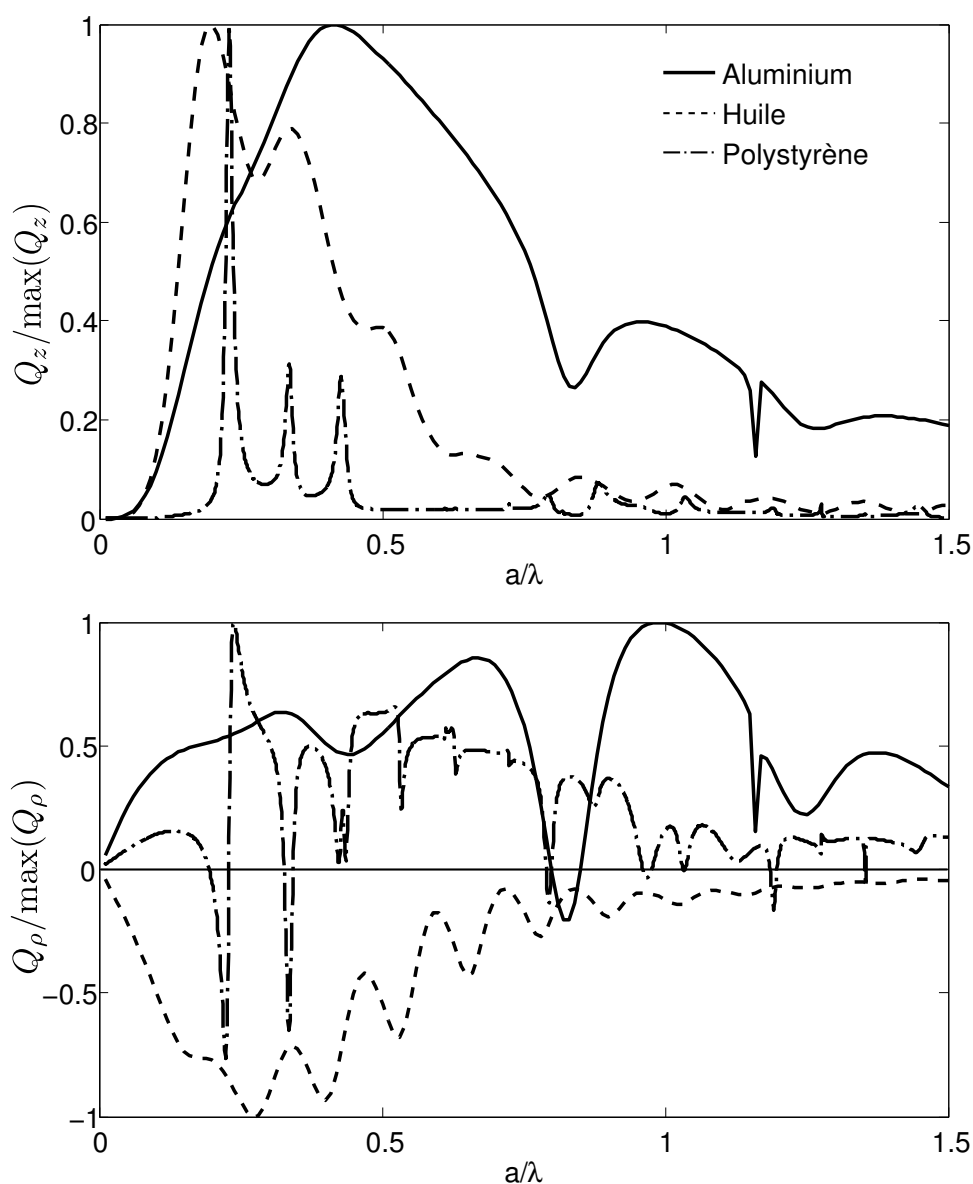 1
0.8
0.6
0.4
0.2
0
Q_z/max(Q_z)
Aluminium
Huile
Polystyrène
0 0.5 1 1.5
a/λ
1
0.5
0
−0.5
−1
Q_ρ/max(Q_ρ)
0 0.5 1 1.5
a/λ